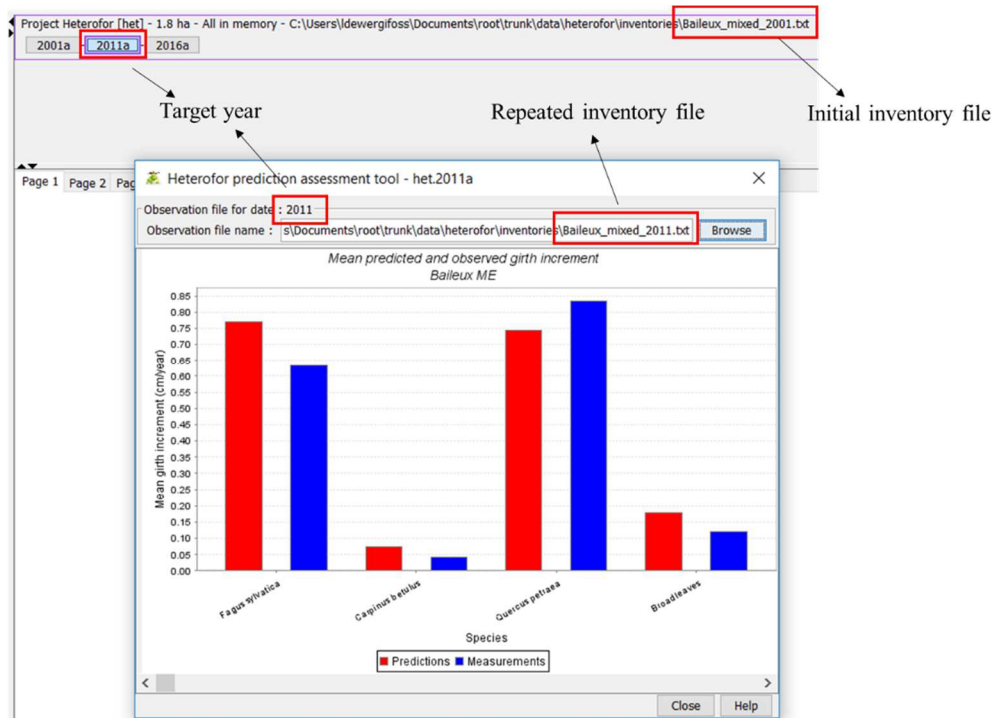 Project Heterofor [het] - 1.8 ha - All in memory - C:\Users\ldewergifoss\Documents\root\trunk\data\heterofor\inventories\Baileux_mixed_2001.txt
2001a 2011a 2016a
Target year
Repeated inventory file
Initial inventory file
Page 1 Page 2 Pag
Heterofor prediction assessment tool - het.2011a
Observation file for date : 2011
Observation file name : s\Documents\root\trunk\data\heterofor\inventories\Baileux_mixed_2011.txt Browse
Mean predicted and observed girth increment
Baileux ME
Mean girth increment (cm/year)
0.85
0.80
0.75
0.70
0.65
0.60
0.55
0.50
0.45
0.40
0.35
0.30
0.25
0.20
0.15
0.10
0.05
0.00
Fagus sylvatica
Carpinus betulus
Quercus petraea
Broadleaves
Species
Predictions Measurements
Close Help